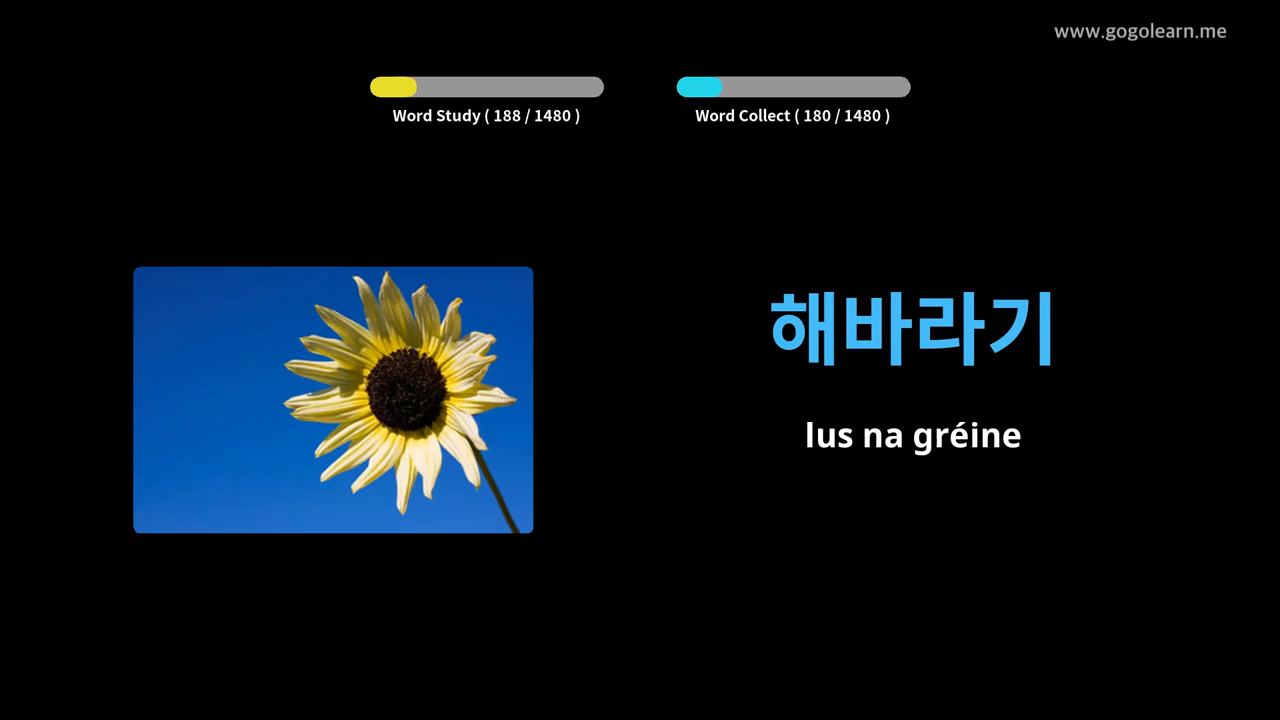 www.gogolearn.me
Word Study ( 188 / 1480 )
Word Collect ( 180 / 1480 )
해바라기
lus na gréine